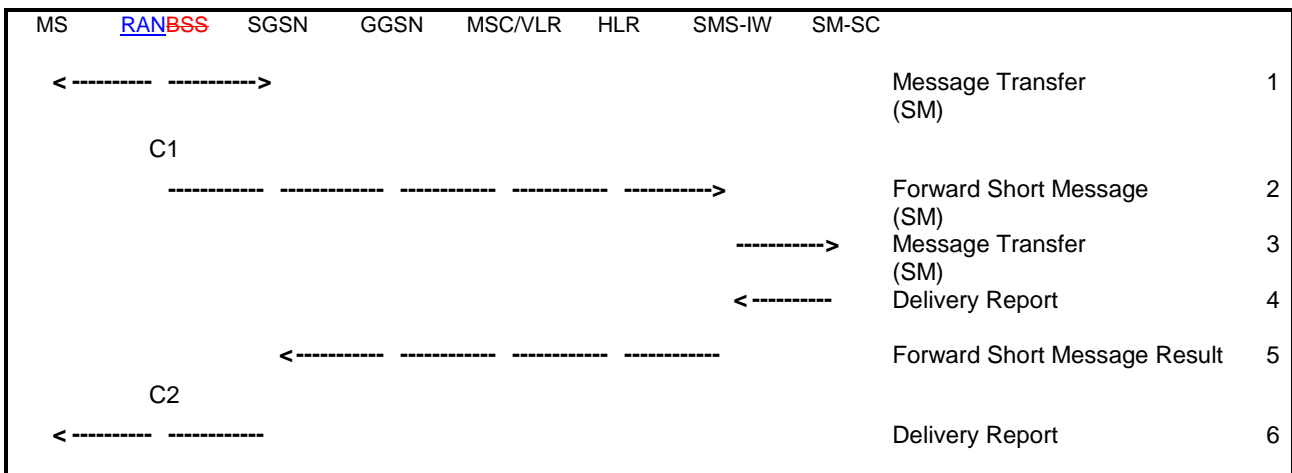 MS RANBSS SGSN GGSN MSC/VLR HLR SMS-IW SM-SC
< ---------- -----------> Message Transfer 1
(SM)
C1
------------ ------------- ------------ ------------ -----------> Forward Short Message 2
(SM)
-----------> Message Transfer 3
(SM)
< ---------- Delivery Report 4
<----------- ------------ ------------ ------------ Forward Short Message Result 5
C2
< ---------- ------------ Delivery Report 6